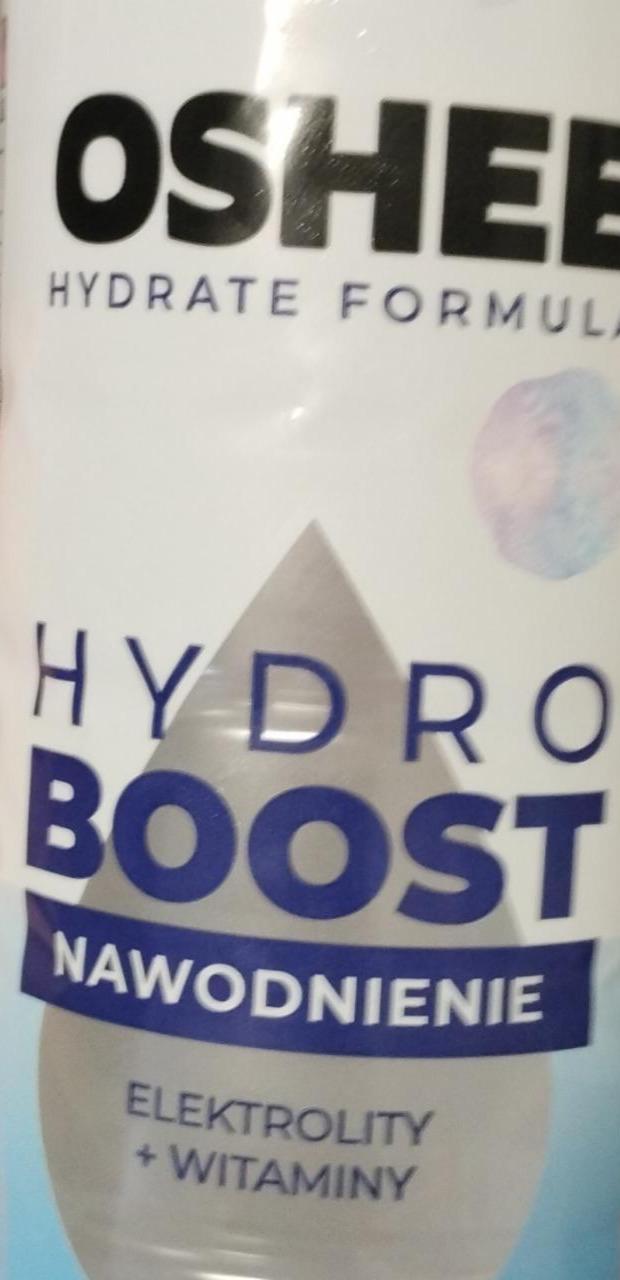 OSHEE
HYDRATE FORMULA
HYDRO
BOOST
NAWODNIENIE
ELEKTROLITY
+ WITAMINY